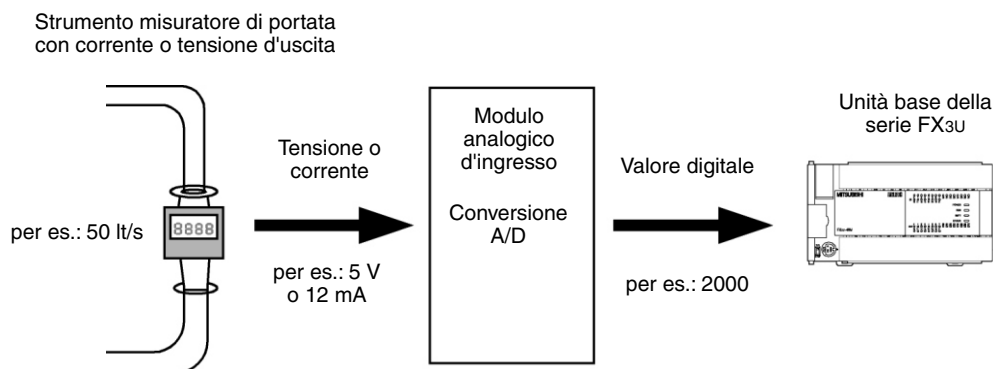 Strumento misuratore di portata
con corrente o tensione d'uscita
per es.: 50 lt/s
8888
Tensione o
corrente
per es.: 5 V
o 12 mA
Modulo
analogico
d'ingresso
Conversione
A/D
Valore digitale
per es.: 2000
Unità base della
serie FX3U
MITSUBISHI